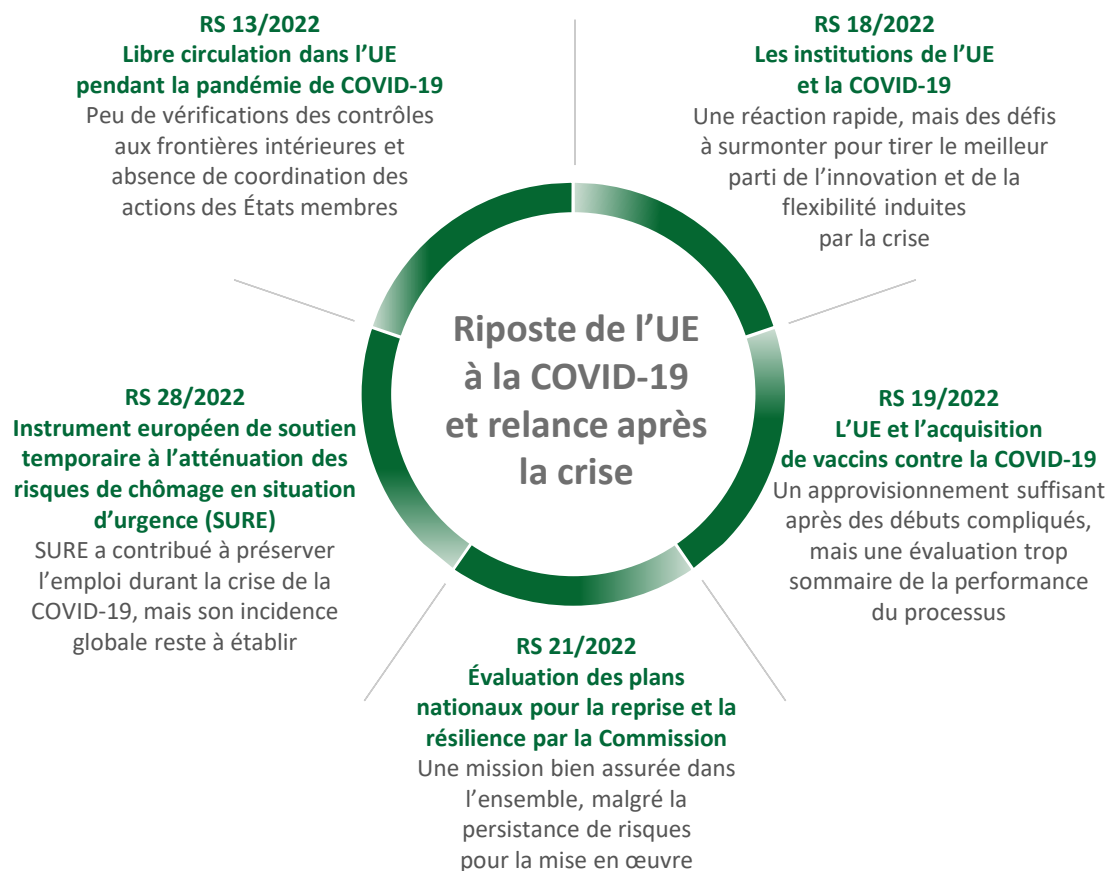 RS 13/2022
Libre circulation dans l'UE
pendant la pandémie de COVID-19
Peu de vérifications des contrôles
aux frontières intérieures et
absence de coordination des
actions des États membres
RS 18/2022
Les institutions de l'UE
et la COVID-19
Une réaction rapide, mais des défis
à surmonter pour tirer le meilleur
parti de l'innovation et de la
flexibilité induites
par la crise
Riposte de l'UE
à la COVID-19
et relance après
la crise
RS 28/2022
Instrument européen de soutien
temporaire à l'atténuation des
risques de chômage en situation
d'urgence (SURE)
SURE a contribué à préserver
l'emploi durant la crise de la
COVID-19, mais son incidence
globale reste à établir
RS 19/2022
L'UE et l'acquisition
de vaccins contre la COVID-19
Un approvisionnement suffisant
après des débuts compliqués,
mais une évaluation trop
sommaire de la performance
du processus
RS 21/2022
Évaluation des plans
nationaux pour la reprise et la
résilience par la Commission
Une mission bien assurée dans
l'ensemble, malgré la
persistance de risques
pour la mise en œuvre